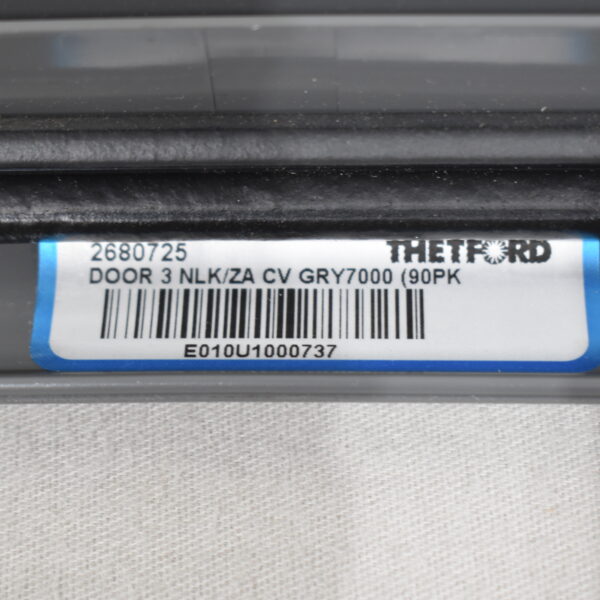 2680725 THETFORD
DOOR 3 NLK/ZA CV GRY7000 (90PK
E010U1000737